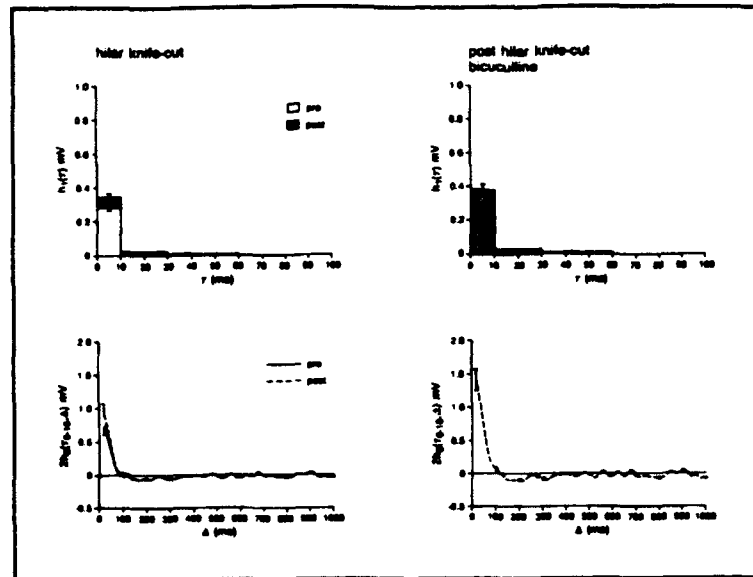 hilar knife-cut
post hilar knife-cut
bicuculline
1.0
0.8
0.6
0.4
0.2
0
h₁(τ) mV
pre
post
0 10 20 30 40 50 60 70 80 90 100
τ (ms)
1.0
0.8
0.6
0.4
0.2
0
h₁(τ) mV
0 10 20 30 40 50 60 70 80 90 100
τ (ms)
2.0
1.5
1.0
0.5
0
-0.5
pre
post
0 100 200 300 400 500 600 700 800 900 1000
Δ (ms)
2.0
1.5
1.0
0.5
0
-0.5
0 100 200 300 400 500 600 700 800 900 1000
Δ (ms)